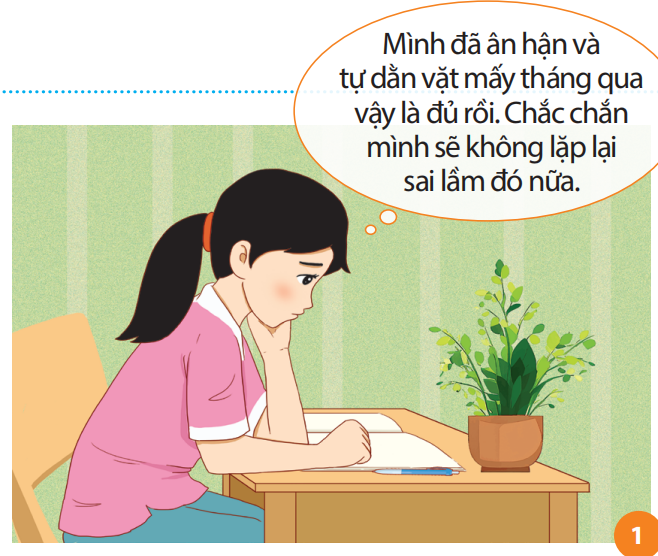 Mình đã ân hận và
tự dằn vặt mấy tháng qua
vậy là đủ rồi. Chắc chắn
mình sẽ không lặp lại
sai lầm đó nữa.
1